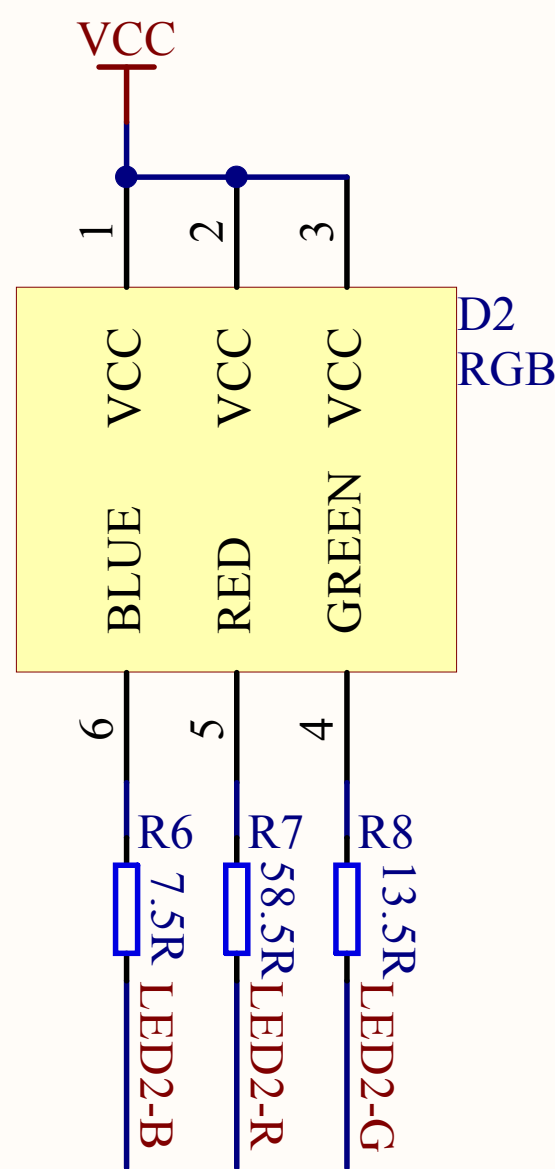 VCC
1
2
3
D2
RGB
VCC
VCC
VCC
BLUE
RED
GREEN
6
5
4
R6
R7
R8
7.5R
58.5R
13.5R
LED2-B
LED2-R
LED2-G